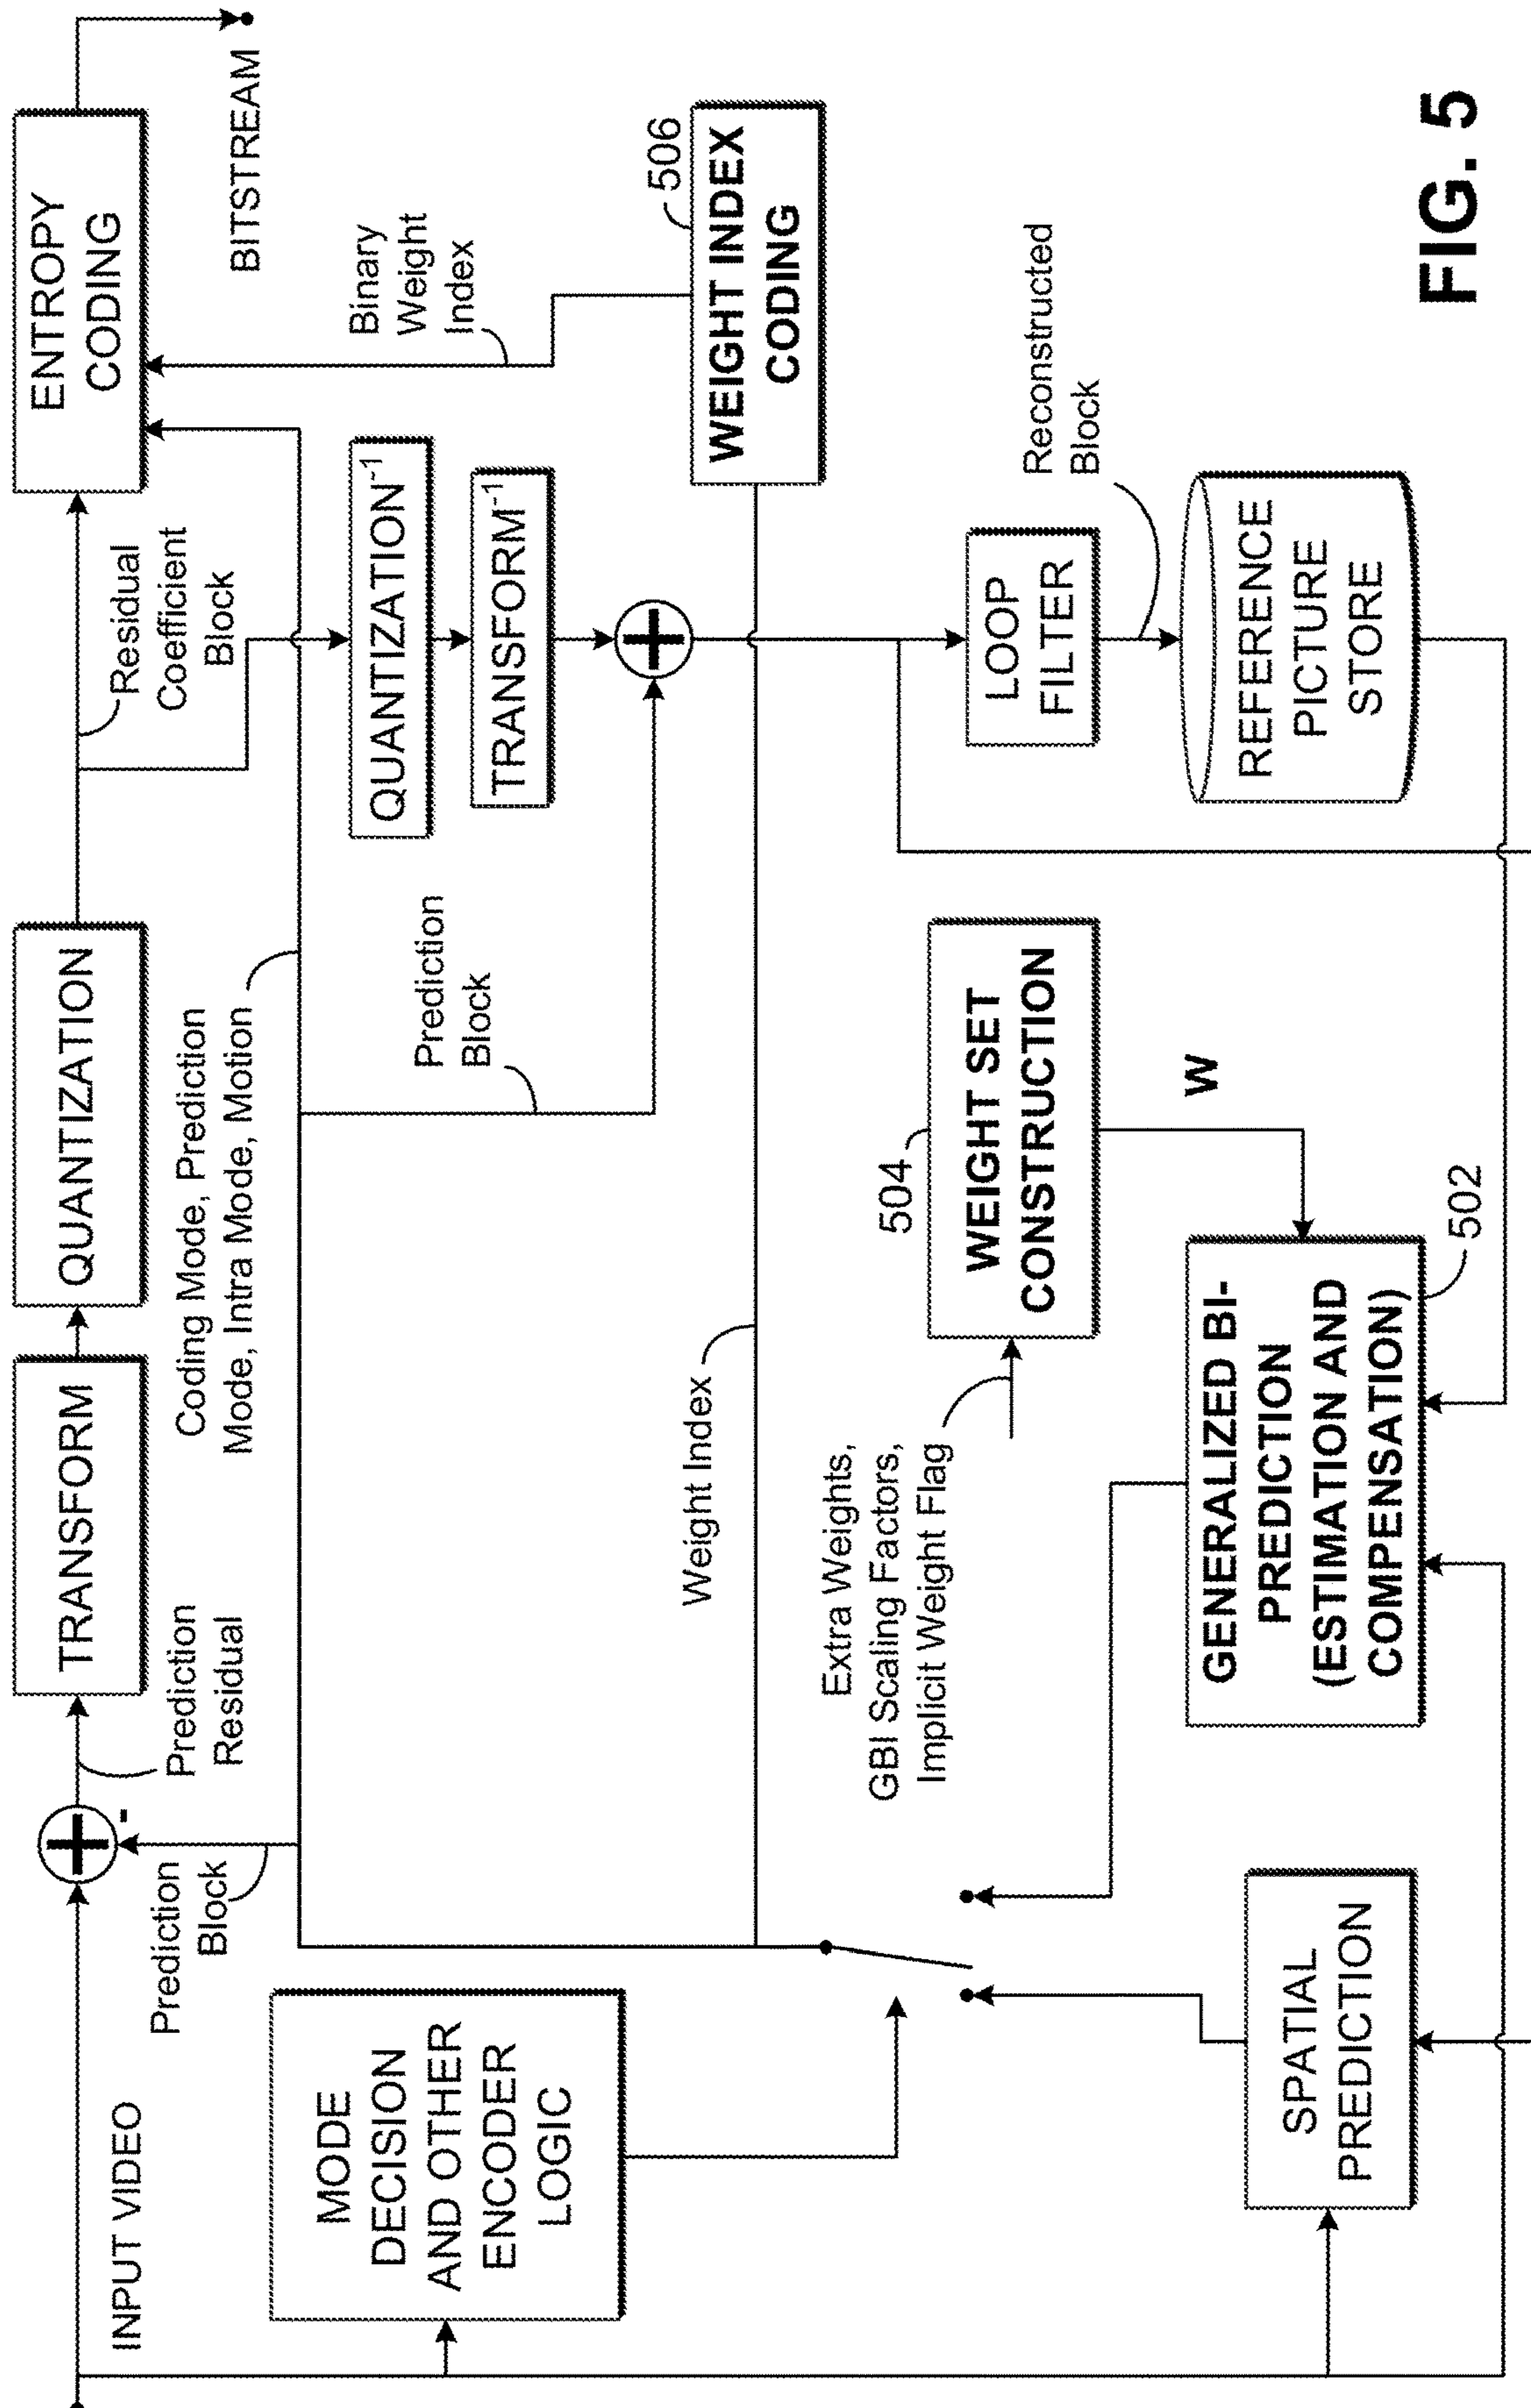 INPUT VIDEO
-
Prediction
Residual
TRANSFORM
QUANTIZATION
Residual
Coefficient
Block
ENTROPY
CODING
BITSTREAM
Prediction
Block
Coding Mode, Prediction
Mode, Intra Mode, Motion
MODE
DECISION
AND OTHER
ENCODER
LOGIC
Prediction
Block
QUANTIZATION-1
TRANSFORM-1
Binary
Weight
Index
506
WEIGHT INDEX
CODING
Weight Index
Extra Weights,
GBI Scaling Factors,
Implicit Weight Flag
504
WEIGHT SET
CONSTRUCTION
W
LOOP
FILTER
Reconstructed
Block
REFERENCE
PICTURE
STORE
SPATIAL
PREDICTION
GENERALIZED BI-
PREDICTION
(ESTIMATION AND
COMPENSATION)
502
FIG. 5